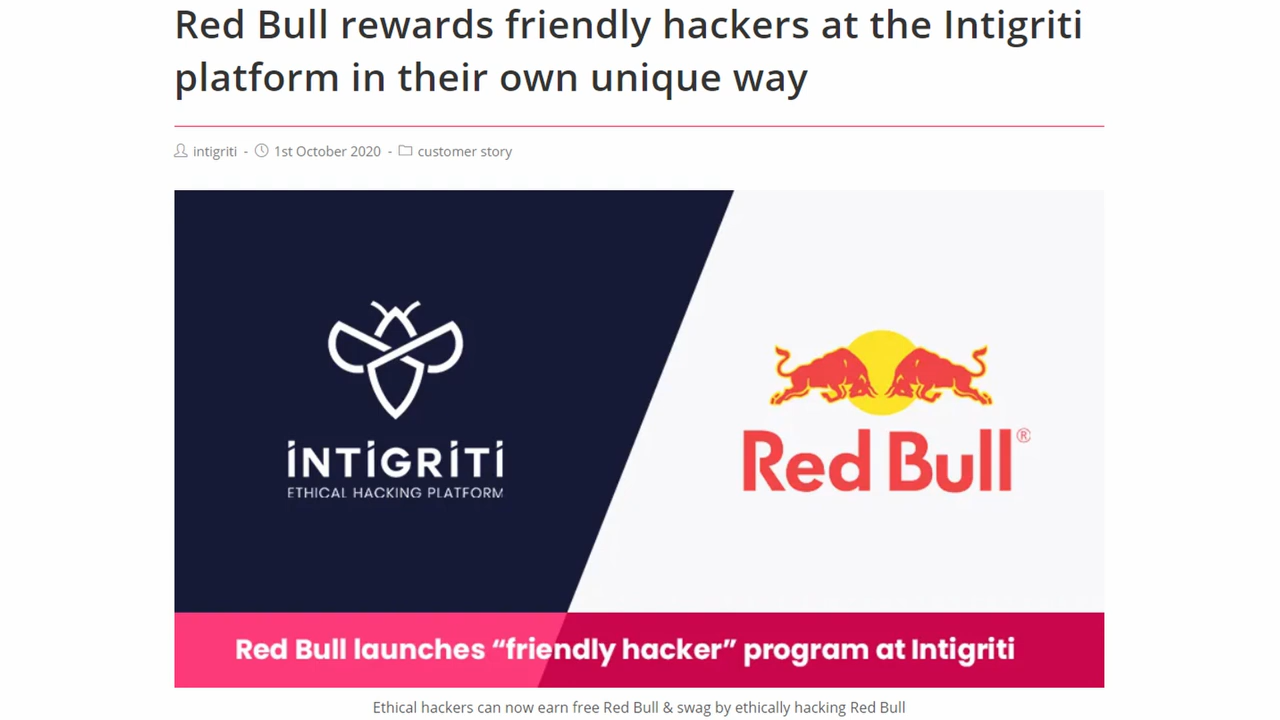 Red Bull rewards friendly hackers at the Intigriti
platform in their own unique way
intigriti - 1st October 2020 - customer story
INTIGRITI
ETHICAL HACKING PLATFORM
Red Bull®
Red Bull launches “friendly hacker” program at Intigriti
Ethical hackers can now earn free Red Bull & swag by ethically hacking Red Bull